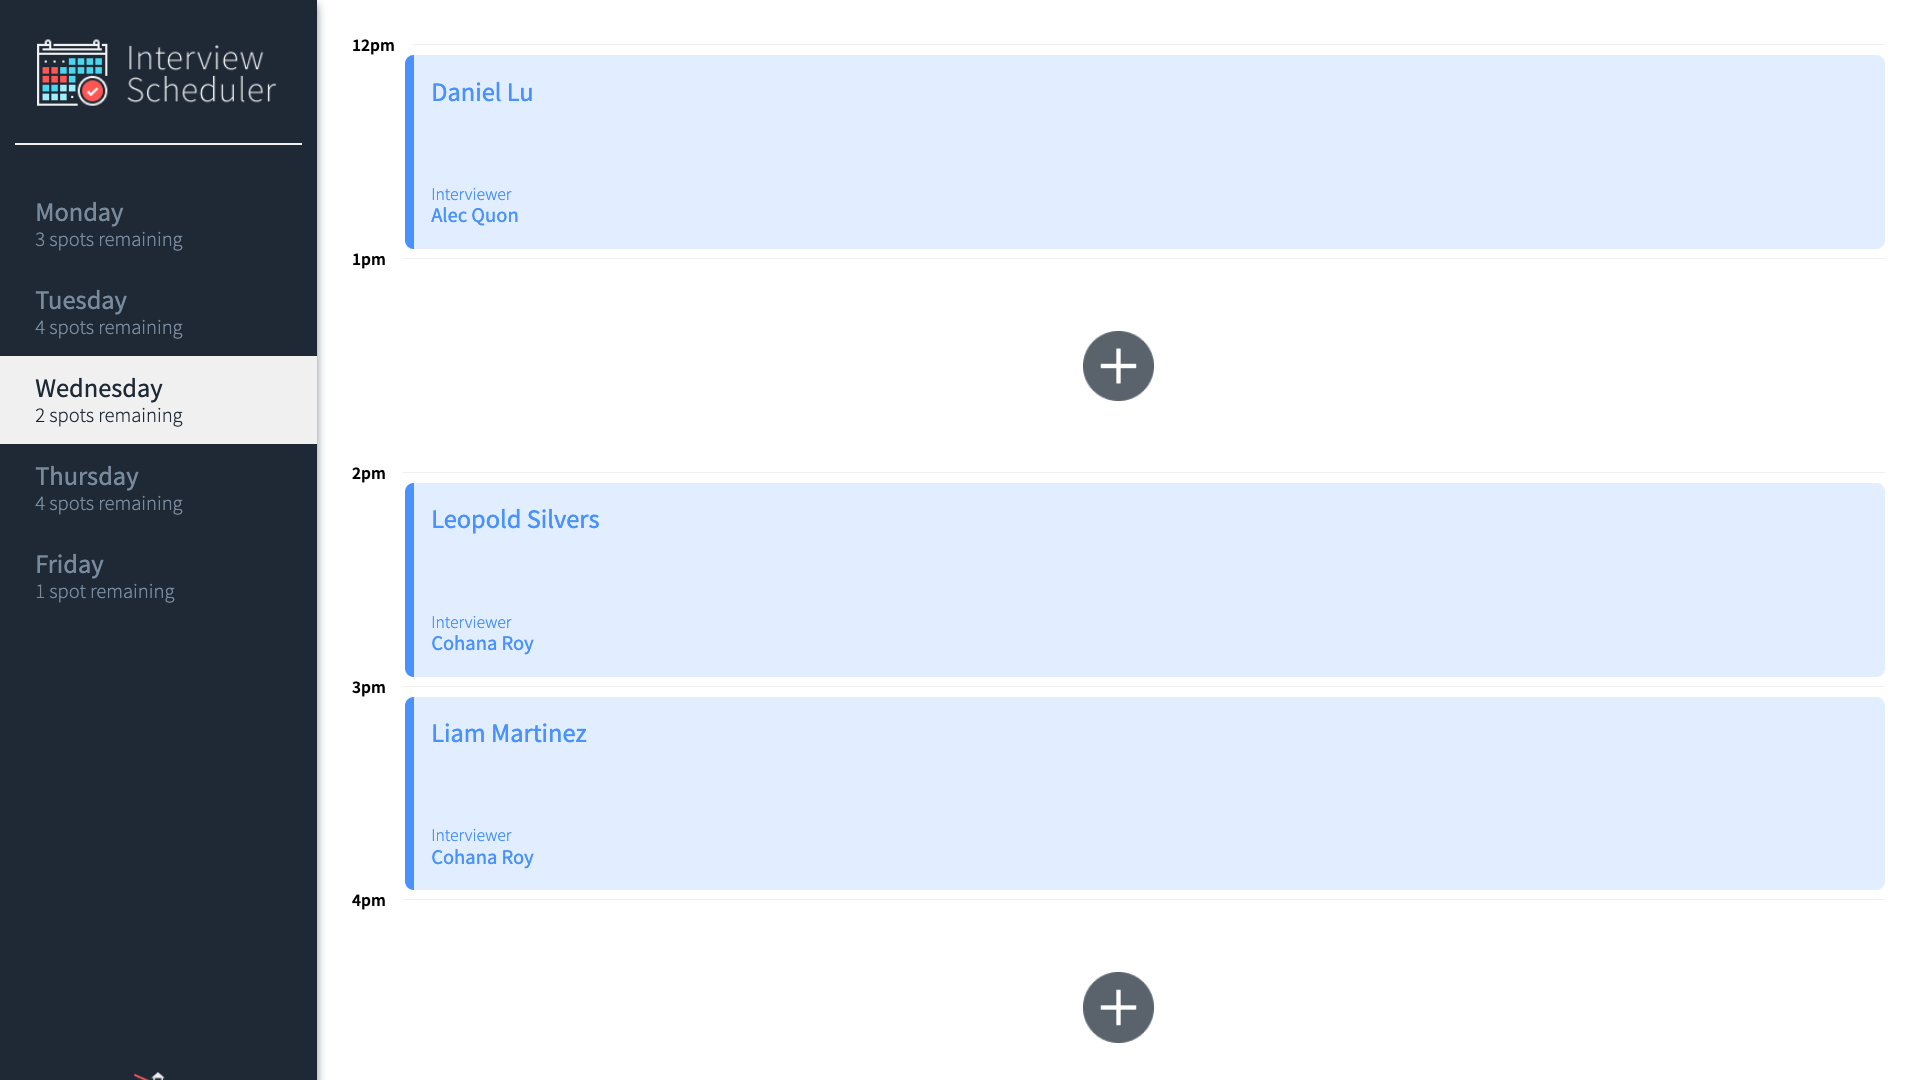 Interview
Scheduler
Monday
3 spots remaining
Tuesday
4 spots remaining
Wednesday
2 spots remaining
Thursday
4 spots remaining
Friday
1 spot remaining
12pm
Daniel Lu
Interviewer
Alec Quon
1pm
2pm
Leopold Silvers
Interviewer
Cohana Roy
3pm
Liam Martinez
Interviewer
Cohana Roy
4pm